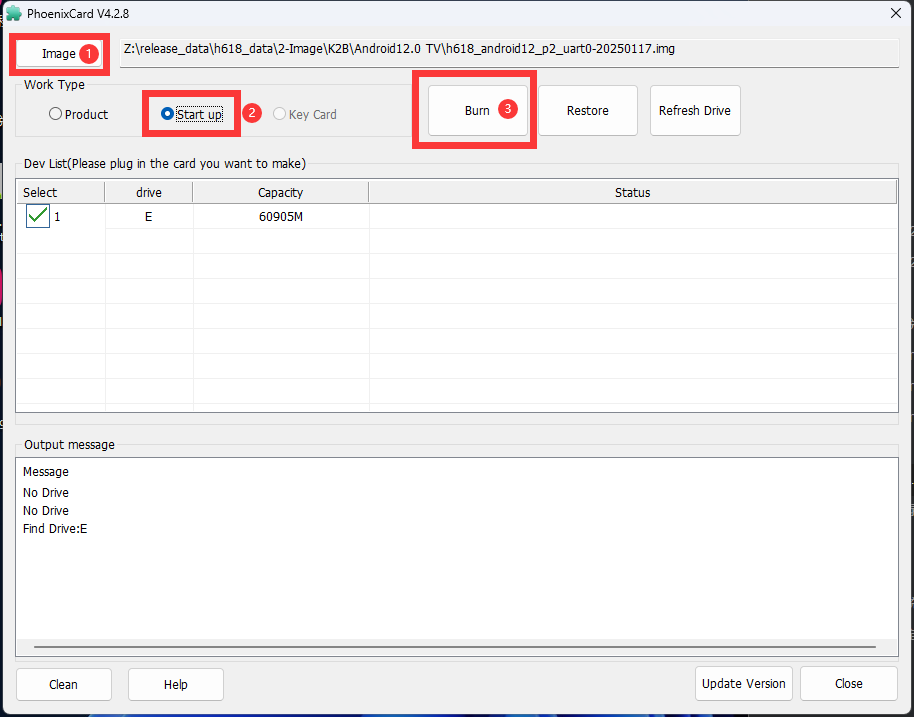 PhoenixCard V4.2.8
Image 1 Z:\release_data\h618_data\2-Image\K2B\Android12.0 TV\h618_android12_p2_uart0-20250117.img
Work Type
Product Start up 2 Key Card Burn 3 Restore Refresh Drive
Dev List(Please plug in the card you want to make)
Select drive Capacity Status
1 E 60905M
Output message
Message
No Drive
No Drive
Find Drive:E
Clean Help Update Version Close